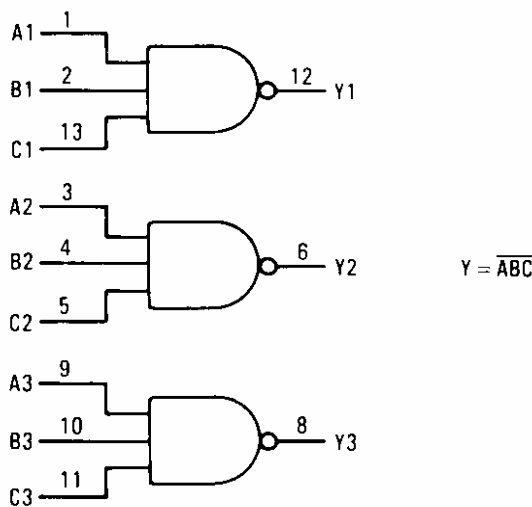 A1 1
B1 2 12 Y1
C1 13
A2 3
B2 4 6 Y2
C2 5
Y = \overline{ABC}
A3 9
B3 10 8 Y3
C3 11